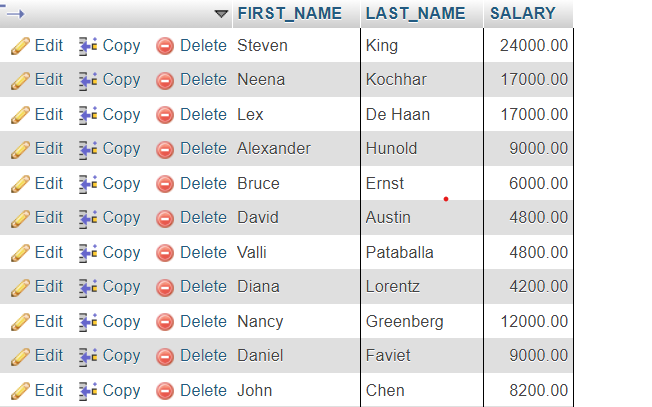 FIRST_NAME LAST_NAME SALARY
Edit Copy Delete Steven King 24000.00
Edit Copy Delete Neena Kochhar 17000.00
Edit Copy Delete Lex De Haan 17000.00
Edit Copy Delete Alexander Hunold 9000.00
Edit Copy Delete Bruce Ernst 6000.00
Edit Copy Delete David Austin 4800.00
Edit Copy Delete Valli Pataballa 4800.00
Edit Copy Delete Diana Lorentz 4200.00
Edit Copy Delete Nancy Greenberg 12000.00
Edit Copy Delete Daniel Faviet 9000.00
Edit Copy Delete John Chen 8200.00